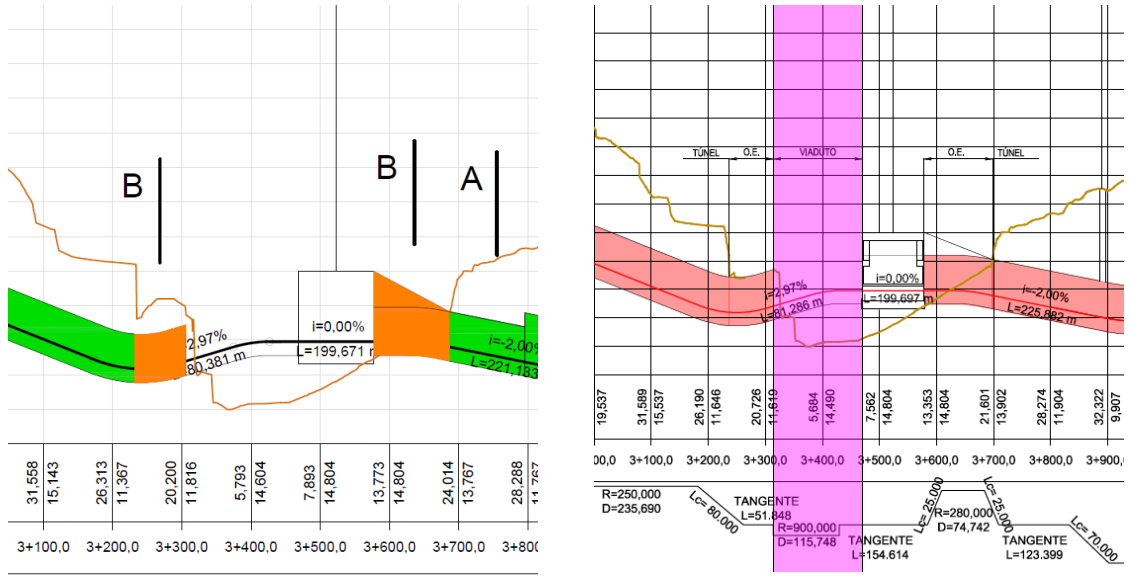 B
B
A
-2,97%
=80,381 m
i=0,00%
L=199,671 m
i=-2,00%
L=221,133
31,558
15,143
26,313
11,367
20,200
11,816
5,793
14,604
7,893
14,804
13,773
14,804
24,014
13,767
28,288
11,767
3+100,0
3+200,0
3+300,0
3+400,0
3+500,0
3+600,0
3+700,0
3+800
TÚNEL
O.E.
VIADUTO
O.E.
TÚNEL
i=2,97%
L=81,286 m
i=0,00%
L=199,697 m
i=-2,00%
L=225,882 m
19,537
31,589
15,537
26,190
11,646
20,726
11,619
5,684
14,490
7,562
14,804
13,353
14,804
21,601
13,902
28,274
11,904
32,322
9,907
00,0
3+100,0
3+200,0
3+300,0
3+400,0
3+500,0
3+600,0
3+700,0
3+800,0
3+900,
R=250,000
D=235,690
Lc= 80.000
TANGENTE
L=51.848
R=900,000
D=115,748
TANGENTE
L=154.614
Lc= 25.000
R=280,000
D=74,742
Lc= 25.000
TANGENTE
L=123.399
Lc= 70.000